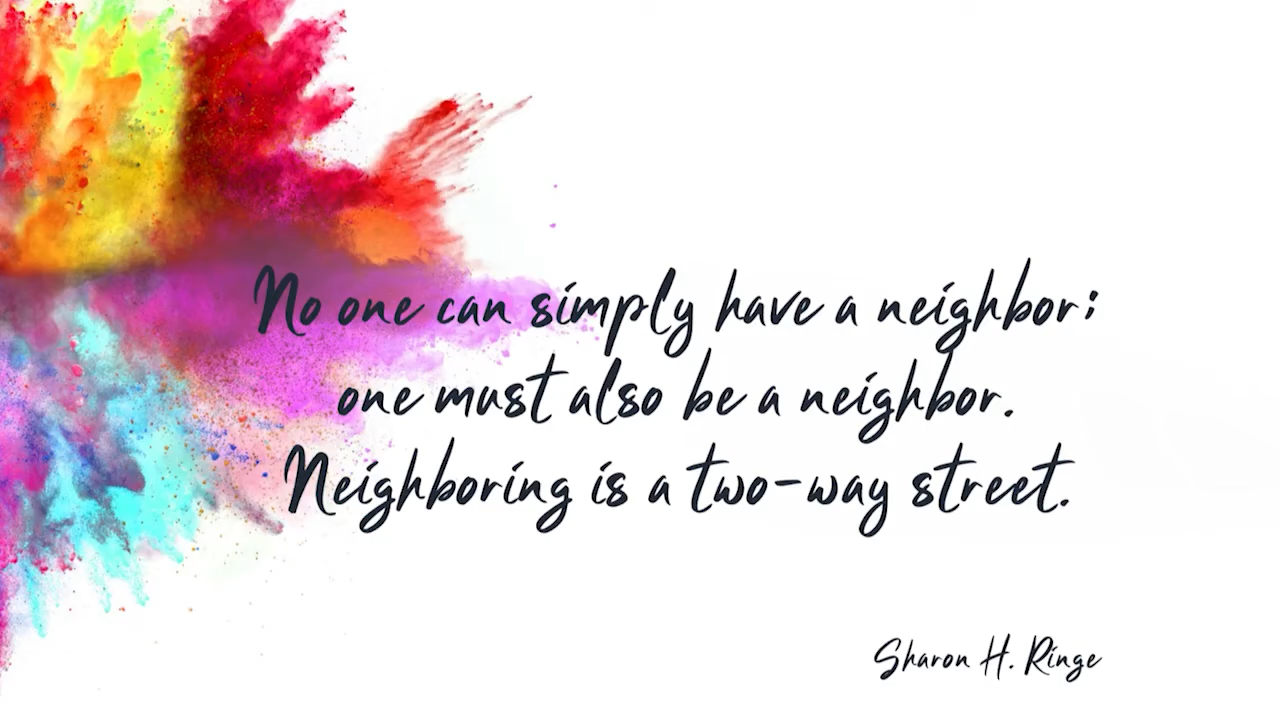 No one can simply have a neighbor;
one must also be a neighbor.
Neighboring is a two-way street.
Sharon H. Ringe